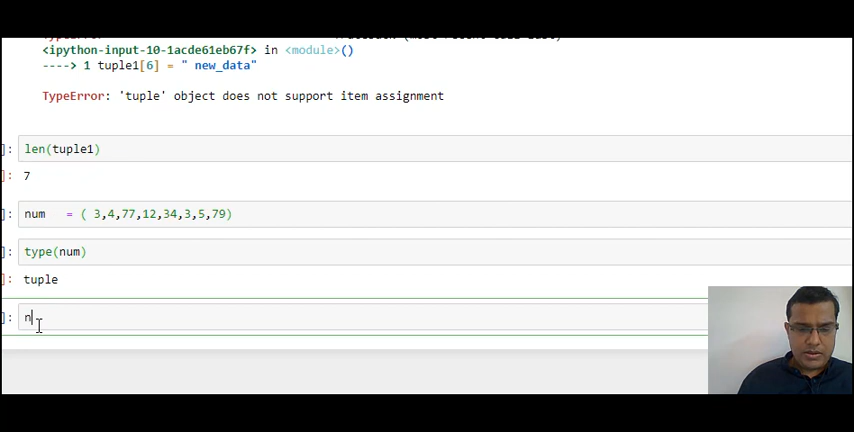 <ipython-input-10-1acde61eb67f> in <module>()
----> 1 tuple1[6] = " new_data"
TypeError: 'tuple' object does not support item assignment
]: len(tuple1)
]: 7
]: num = ( 3,4,77,12,34,3,5,79)
]: type(num)
]: tuple
]: n